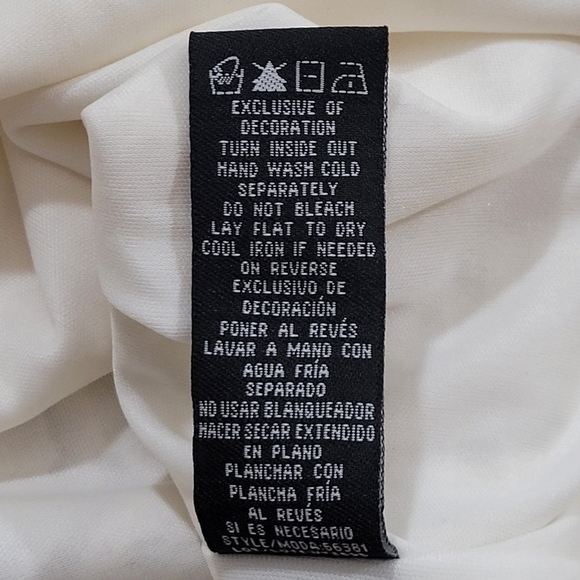 EXCLUSIVE OF
DECORATION
TURN INSIDE OUT
HAND WASH COLD
SEPARATELY
DO NOT BLEACH
LAY FLAT TO DRY
COOL IRON IF NEEDED
ON REVERSE
EXCLUSIVO DE
DECORACIÓN
PONER AL REVÉS
LAVAR A MANO CON
AGUA FRÍA
SEPARADO
NO USAR BLANQUEADOR
HACER SECAR EXTENDIDO
EN PLANO
PLANCHAR CON
PLANCHA FRÍA
AL REVÉS
SI ES NECESARIO
STYLE/MODA:56381